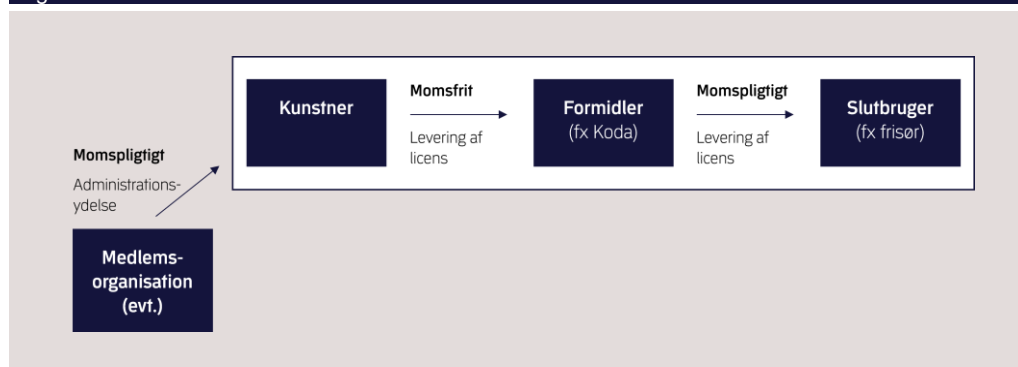 Kunstner
Momsfrit
Levering af
licens
Formidler
(fx Koda)
Momspligtigt
Levering af
licens
Slutbruger
(fx frisør)
Momspligtigt
Administrations-
ydelse
Medlems-
organisation
(evt.)